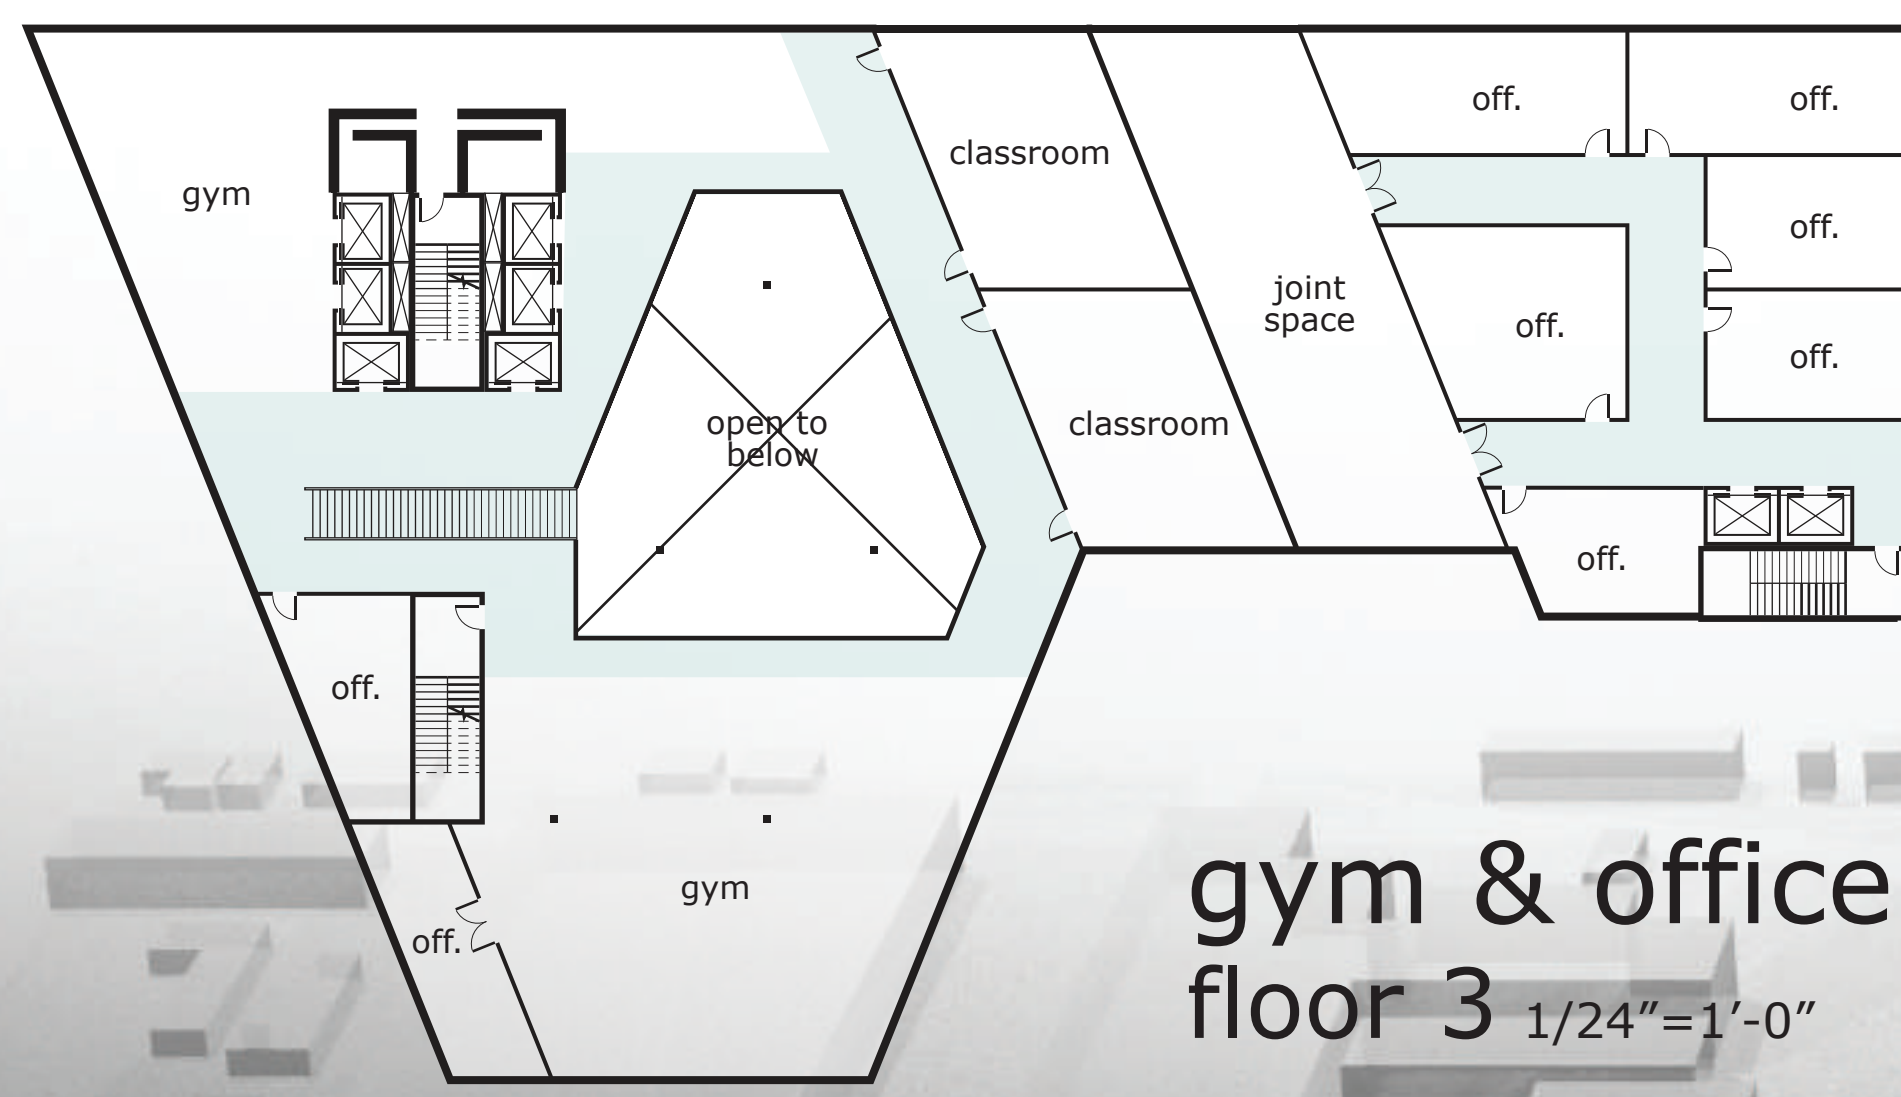 off.
off.
classroom
gym
off.
joint
space
off.
off.
open to
below
classroom
off.
off.
gym
off.
gym & office
floor 3 1/24”=1’-0”